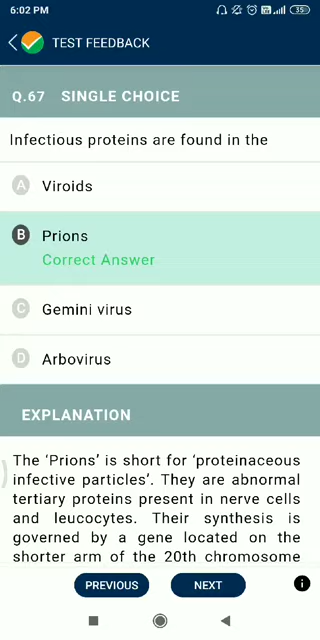 6:02 PM
35
TEST FEEDBACK
Q.67 SINGLE CHOICE
Infectious proteins are found in the
A Viroids
B Prions
Correct Answer
C Gemini virus
D Arbovirus
EXPLANATION
The ‘Prions’ is short for ‘proteinaceous
infective particles’. They are abnormal
tertiary proteins present in nerve cells
and leucocytes. Their synthesis is
governed by a gene located on the
shorter arm of the 20th chromosome
PREVIOUS NEXT